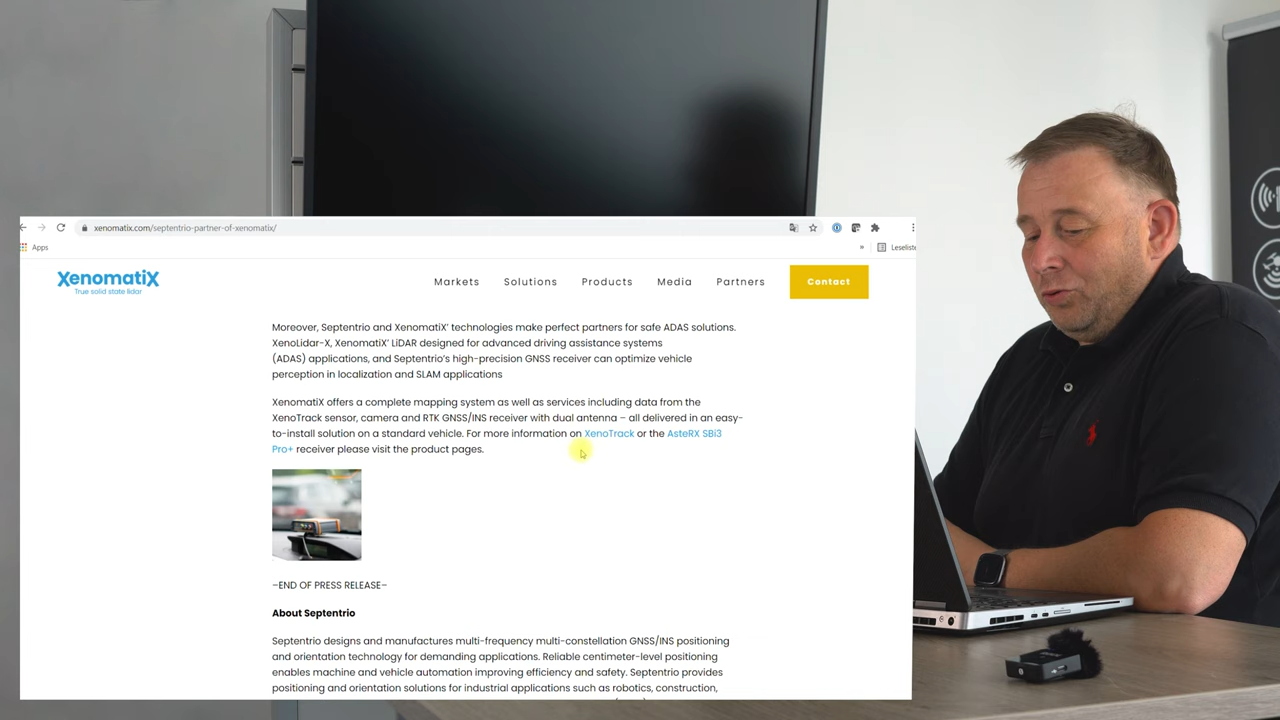 xenomatix.com/septentrio-partner-of-xenomatix/
Apps
»
Leseliste
XenomatiX
True solid state lidar
Markets
Solutions
Products
Media
Partners
Contact
Moreover, Septentrio and XenomatiX' technologies make perfect partners for safe ADAS solutions.
XenoLidar-X, XenomatiX' LiDAR designed for advanced driving assistance systems
(ADAS) applications, and Septentrio's high-precision GNSS receiver can optimize vehicle
perception in localization and SLAM applications
XenomatiX offers a complete mapping system as well as services including data from the
XenoTrack sensor, camera and RTK GNSS/INS receiver with dual antenna – all delivered in an easy-
to-install solution on a standard vehicle. For more information on XenoTrack or the AsteRX SBi3
Pro+ receiver please visit the product pages.
–END OF PRESS RELEASE–
About Septentrio
Septentrio designs and manufactures multi-frequency multi-constellation GNSS/INS positioning
and orientation technology for demanding applications. Reliable centimeter-level positioning
enables machine and vehicle automation improving efficiency and safety. Septentrio provides
positioning and orientation solutions for industrial applications such as robotics, construction,